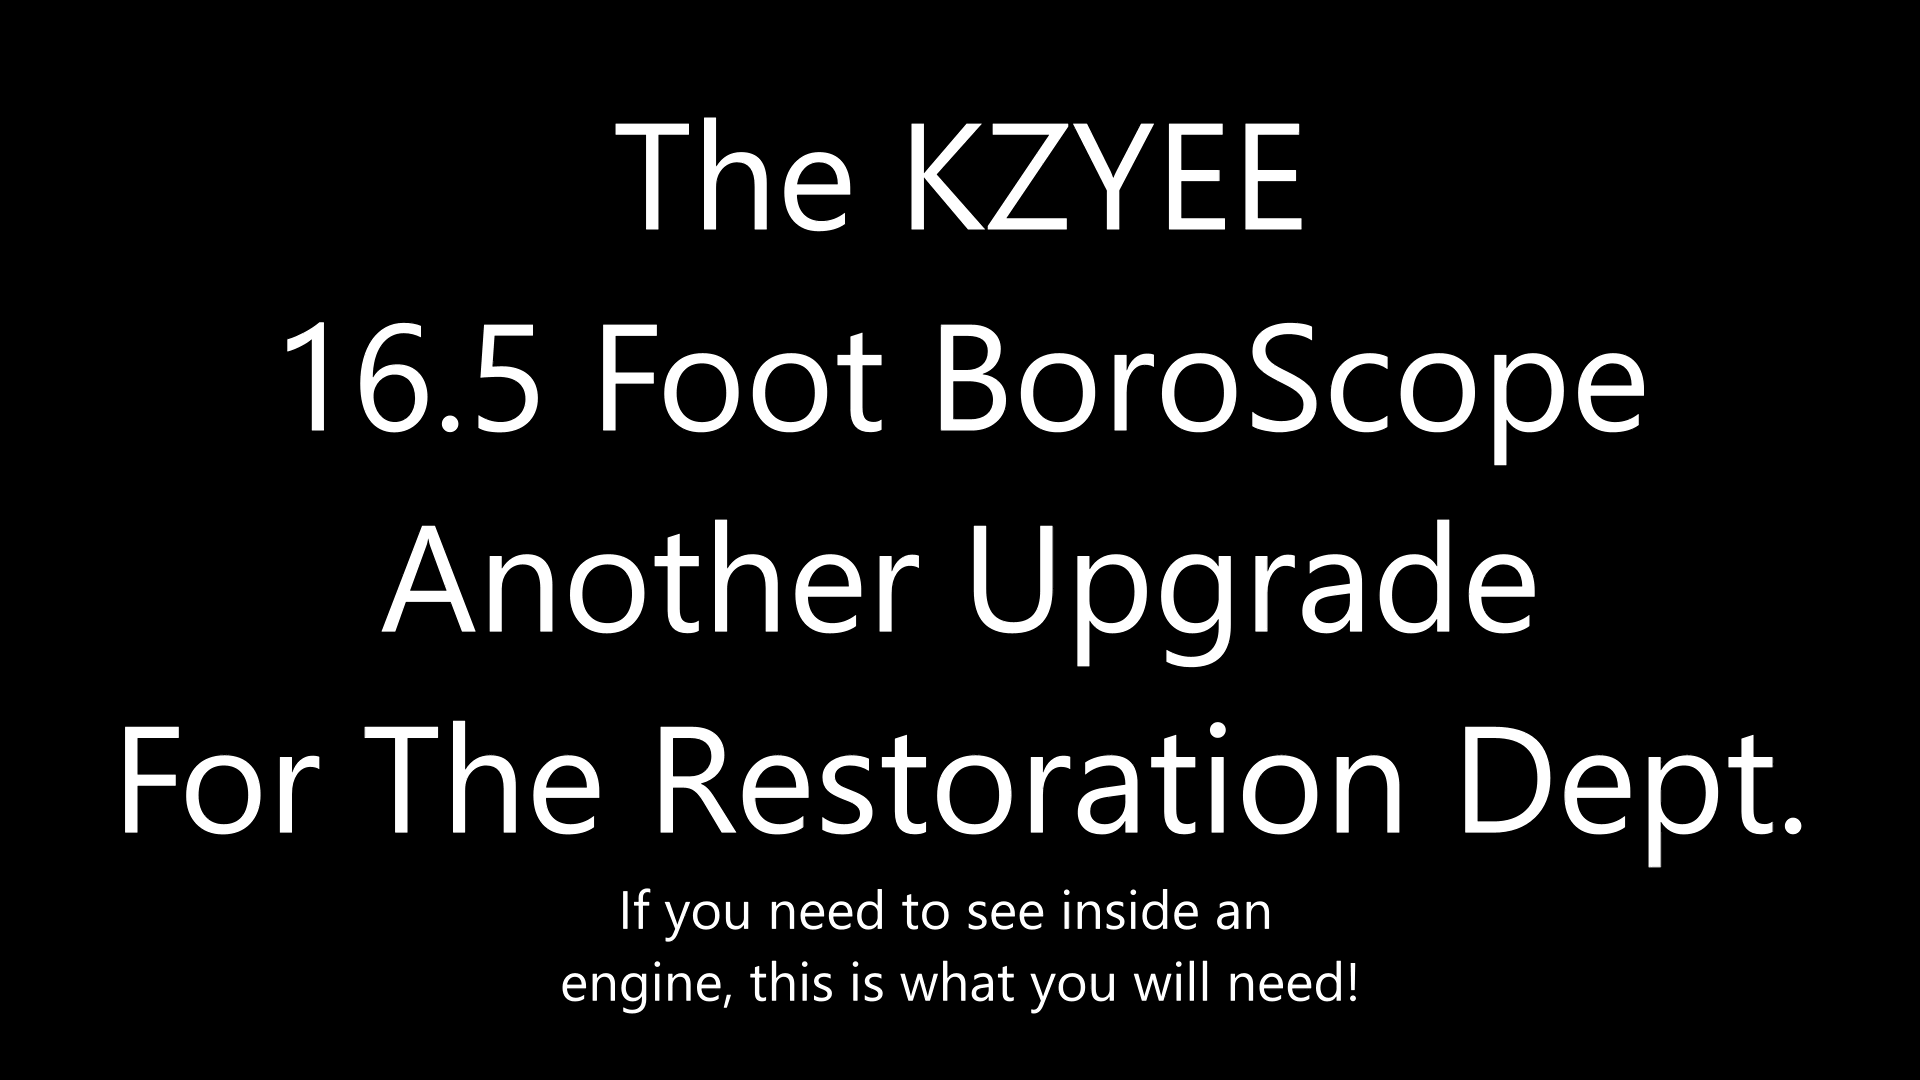 The KZYEE
16.5 Foot BoroScope
Another Upgrade
For The Restoration Dept.
If you need to see inside an
engine, this is what you will need!